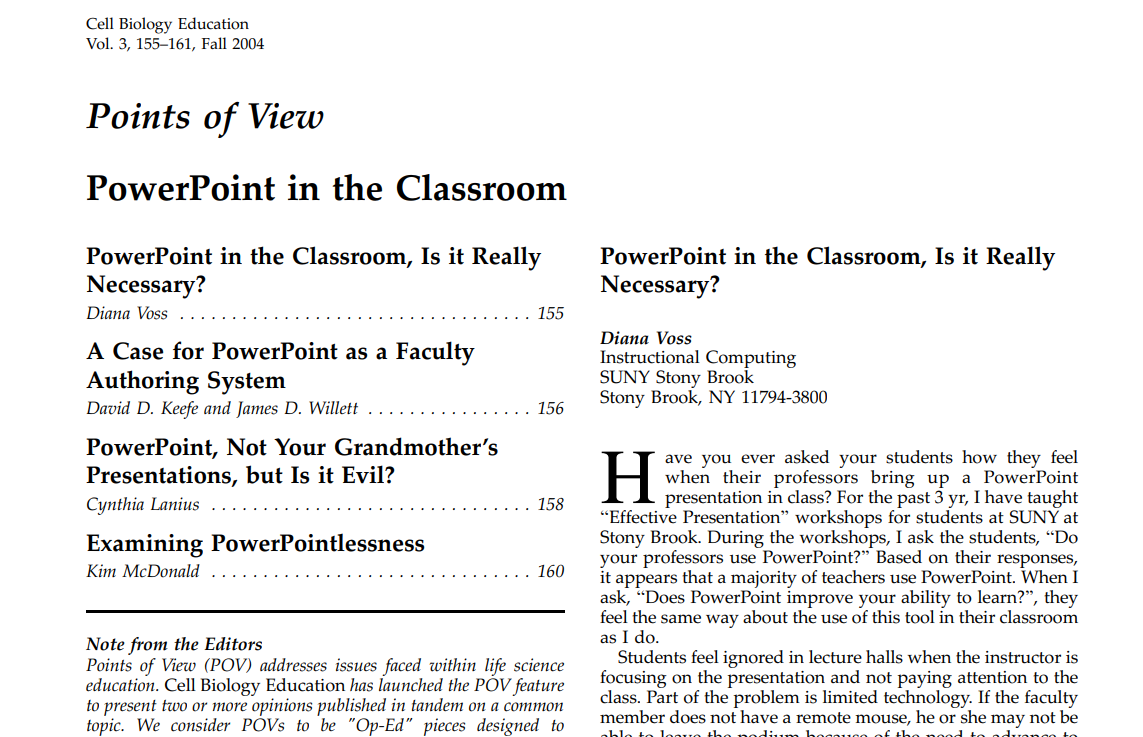 Cell Biology Education
Vol. 3, 155–161, Fall 2004
Points of View
PowerPoint in the Classroom
PowerPoint in the Classroom, Is it Really
Necessary?
Diana Voss . . . . . . . . . . . . . . . . . . . . . . . . . . . . . . . . . . 155
A Case for PowerPoint as a Faculty
Authoring System
David D. Keefe and James D. Willett . . . . . . . . . . . . . . . . 156
PowerPoint, Not Your Grandmother’s
Presentations, but Is it Evil?
Cynthia Lanius . . . . . . . . . . . . . . . . . . . . . . . . . . . . . . . 158
Examining PowerPointlessness
Kim McDonald . . . . . . . . . . . . . . . . . . . . . . . . . . . . . . . 160
Note from the Editors
Points of View (POV) addresses issues faced within life science
education. Cell Biology Education has launched the POV feature
to present two or more opinions published in tandem on a common
topic. We consider POVs to be "Op-Ed" pieces designed to
PowerPoint in the Classroom, Is it Really
Necessary?
Diana Voss
Instructional Computing
SUNY Stony Brook
Stony Brook, NY 11794-3800
Have you ever asked your students how they feel
when their professors bring up a PowerPoint
presentation in class? For the past 3 yr, I have taught
“Effective Presentation” workshops for students at SUNY at
Stony Brook. During the workshops, I ask the students, “Do
your professors use PowerPoint?” Based on their responses,
it appears that a majority of teachers use PowerPoint. When I
ask, “Does PowerPoint improve your ability to learn?”, they
feel the same way about the use of this tool in their classroom
as I do.
Students feel ignored in lecture halls when the instructor is
focusing on the presentation and not paying attention to the
class. Part of the problem is limited technology. If the faculty
member does not have a remote mouse, he or she may not be
able to leave the podium because of the need to advance to